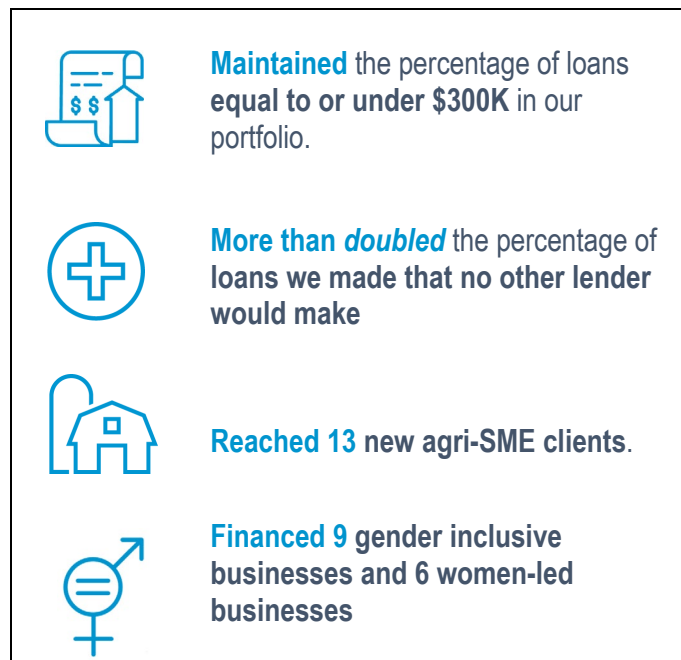 $ $
Maintained the percentage of loans
equal to or under $300K in our
portfolio.
More than doubled the percentage of
loans we made that no other lender
would make
Reached 13 new agri-SME clients.
Financed 9 gender inclusive
businesses and 6 women-led
businesses